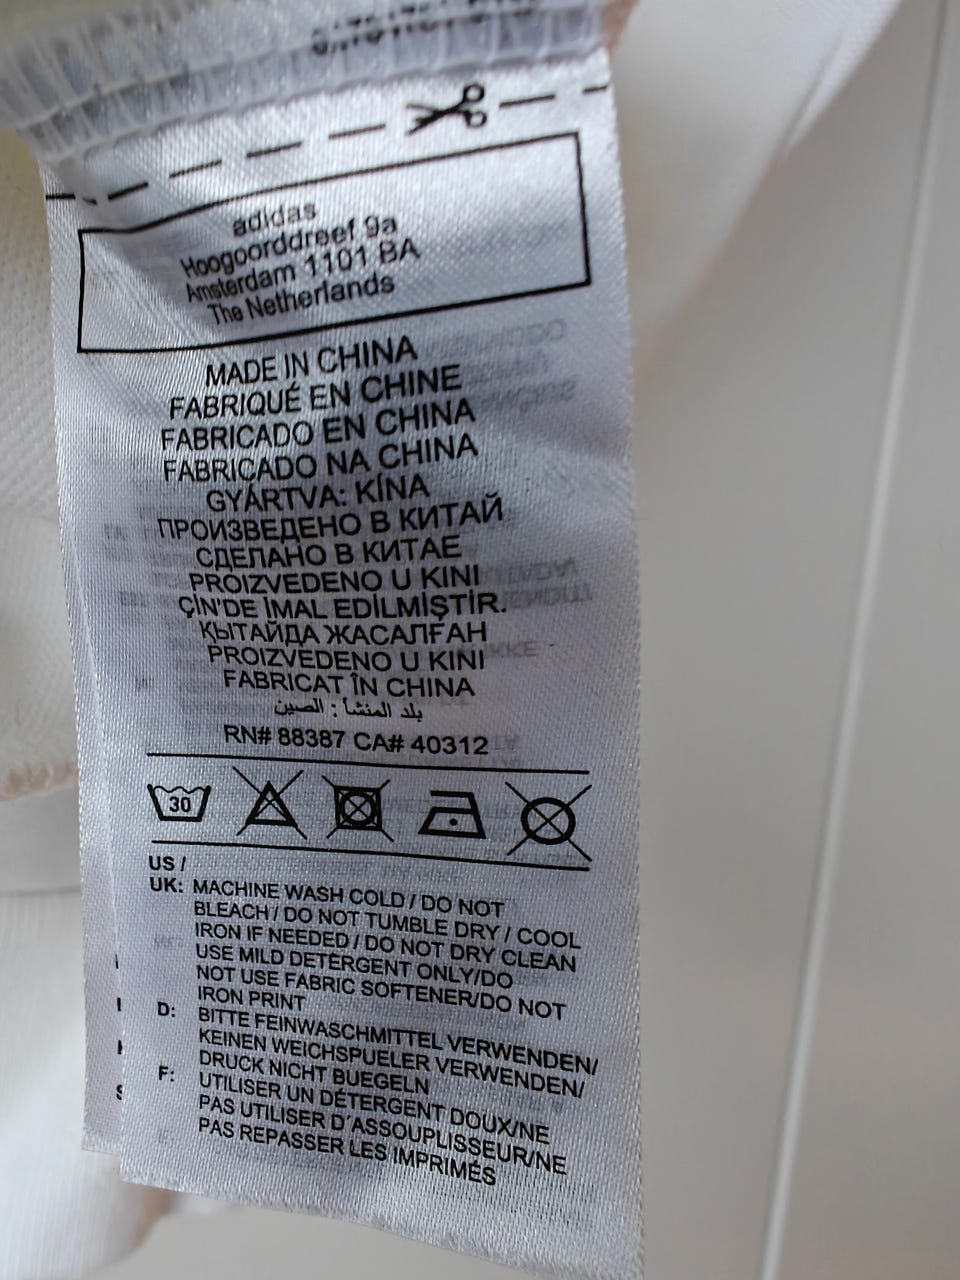 adidas
Hoogoorddreef 9a
Amsterdam 1101 BA
The Netherlands
MADE IN CHINA
FABRIQUÉ EN CHINE
FABRICADO EN CHINA
FABRICADO NA CHINA
GYÁRTVA: KÍNA
ПРОИЗВЕДЕНО В КИТАЙ
СДЕЛАНО В КИТАЕ
PROIZVEDENO U KINI
ÇİN'DE İMAL EDİLMİŞTİR.
ҚЫТАЙДА ЖАСАЛҒАН
PROIZVEDENO U KINI
FABRICAT ÎN CHINA
بلد المنشأ : الصين
RN# 88387 CA# 40312
30
US /
UK: MACHINE WASH COLD / DO NOT
BLEACH / DO NOT TUMBLE DRY / COOL
IRON IF NEEDED / DO NOT DRY CLEAN
USE MILD DETERGENT ONLY/DO
NOT USE FABRIC SOFTENER/DO NOT
IRON PRINT
D: BITTE FEINWASCHMITTEL VERWENDEN/
KEINEN WEICHSPUELER VERWENDEN/
DRUCK NICHT BUEGELN
F: UTILISER UN DÉTERGENT DOUX/NE
PAS UTILISER D'ASSOUPLISSEUR/NE
PAS REPASSER LES IMPRIMÉS